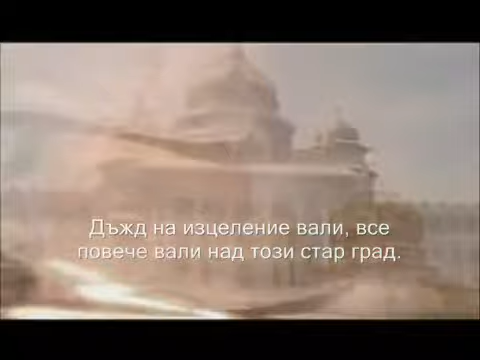 Дъжд на изцеление вали, все
повече вали над този стар град.